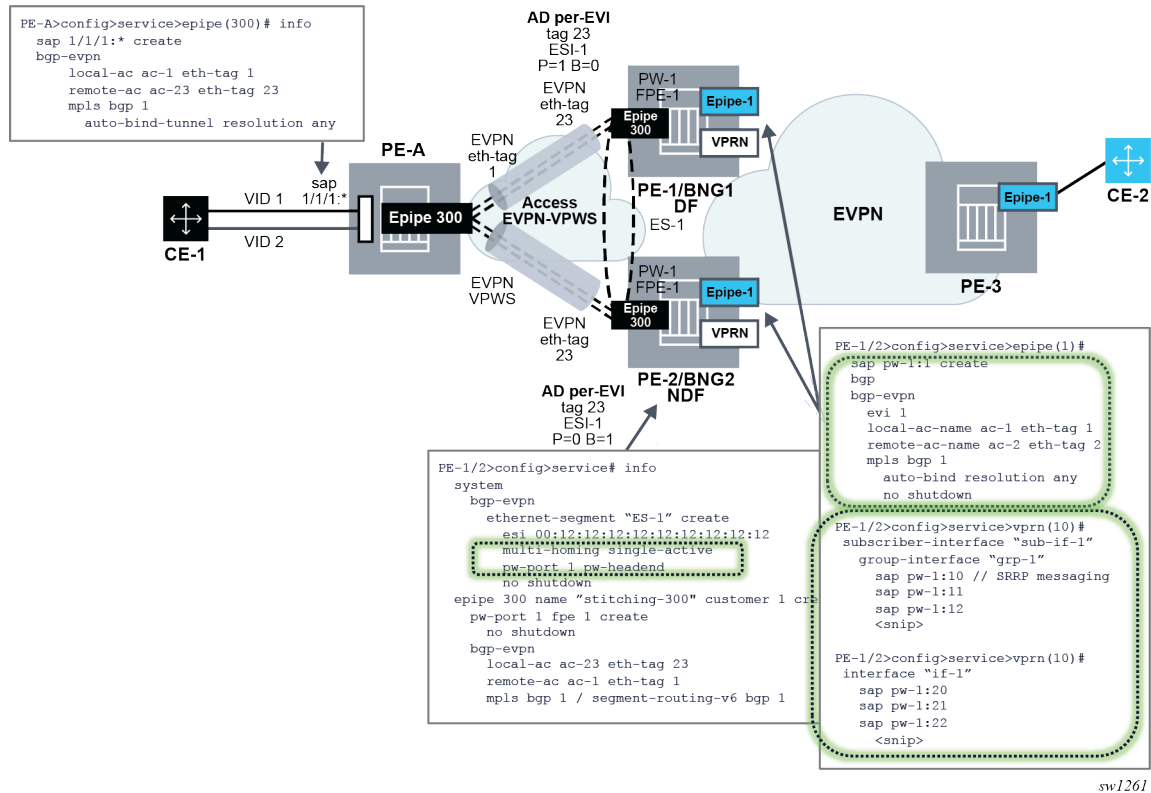 PE-A>config>service>epipe(300)# info
sap 1/1/1:* create
bgp-evpn
local-ac ac-1 eth-tag 1
remote-ac ac-23 eth-tag 23
mpls bgp 1
auto-bind-tunnel resolution any
AD per-EVI
tag 23
ESI-1
P=1 B=0
EVPN
eth-tag
23
EVPN
eth-tag
1
PW-1
FPE-1
Epipe-1
Epipe
300
VPRN
PE-1/BNG1
DF
PE-A
sap
1/1/1:*
VID 1
VID 2
CE-1
Epipe 300
Access
EVPN-VPWS
ES-1
EVPN
Epipe-1
PE-3
CE-2
EVPN
VPWS
EVPN
eth-tag
23
PW-1
FPE-1
Epipe-1
Epipe
300
VPRN
PE-2/BNG2
NDF
AD per-EVI
tag 23
ESI-1
P=0 B=1
PE-1/2>config>service# info
system
bgp-evpn
ethernet-segment “ES-1” create
esi 00:12:12:12:12:12:12:12:12:12
multi-homing single-active
pw-port 1 pw-headend
no shutdown
epipe 300 name ”stitching-300" customer 1 cre
pw-port 1 fpe 1 create
no shutdown
bgp-evpn
local-ac ac-23 eth-tag 23
remote-ac ac-1 eth-tag 1
mpls bgp 1 / segment-routing-v6 bgp 1
PE-1/2>config>service>epipe(1)#
sap pw-1:1 create
bgp
bgp-evpn
evi 1
local-ac-name ac-1 eth-tag 1
remote-ac-name ac-2 eth-tag 2
mpls bgp 1
auto-bind resolution any
no shutdown
PE-1/2>config>service>vprn(10)#
subscriber-interface “sub-if-1”
group-interface “grp-1”
sap pw-1:10 // SRRP messaging
sap pw-1:11
sap pw-1:12
<snip>
PE-1/2>config>service>vprn(10)#
interface “if-1”
sap pw-1:20
sap pw-1:21
sap pw-1:22
<snip>
sw1261